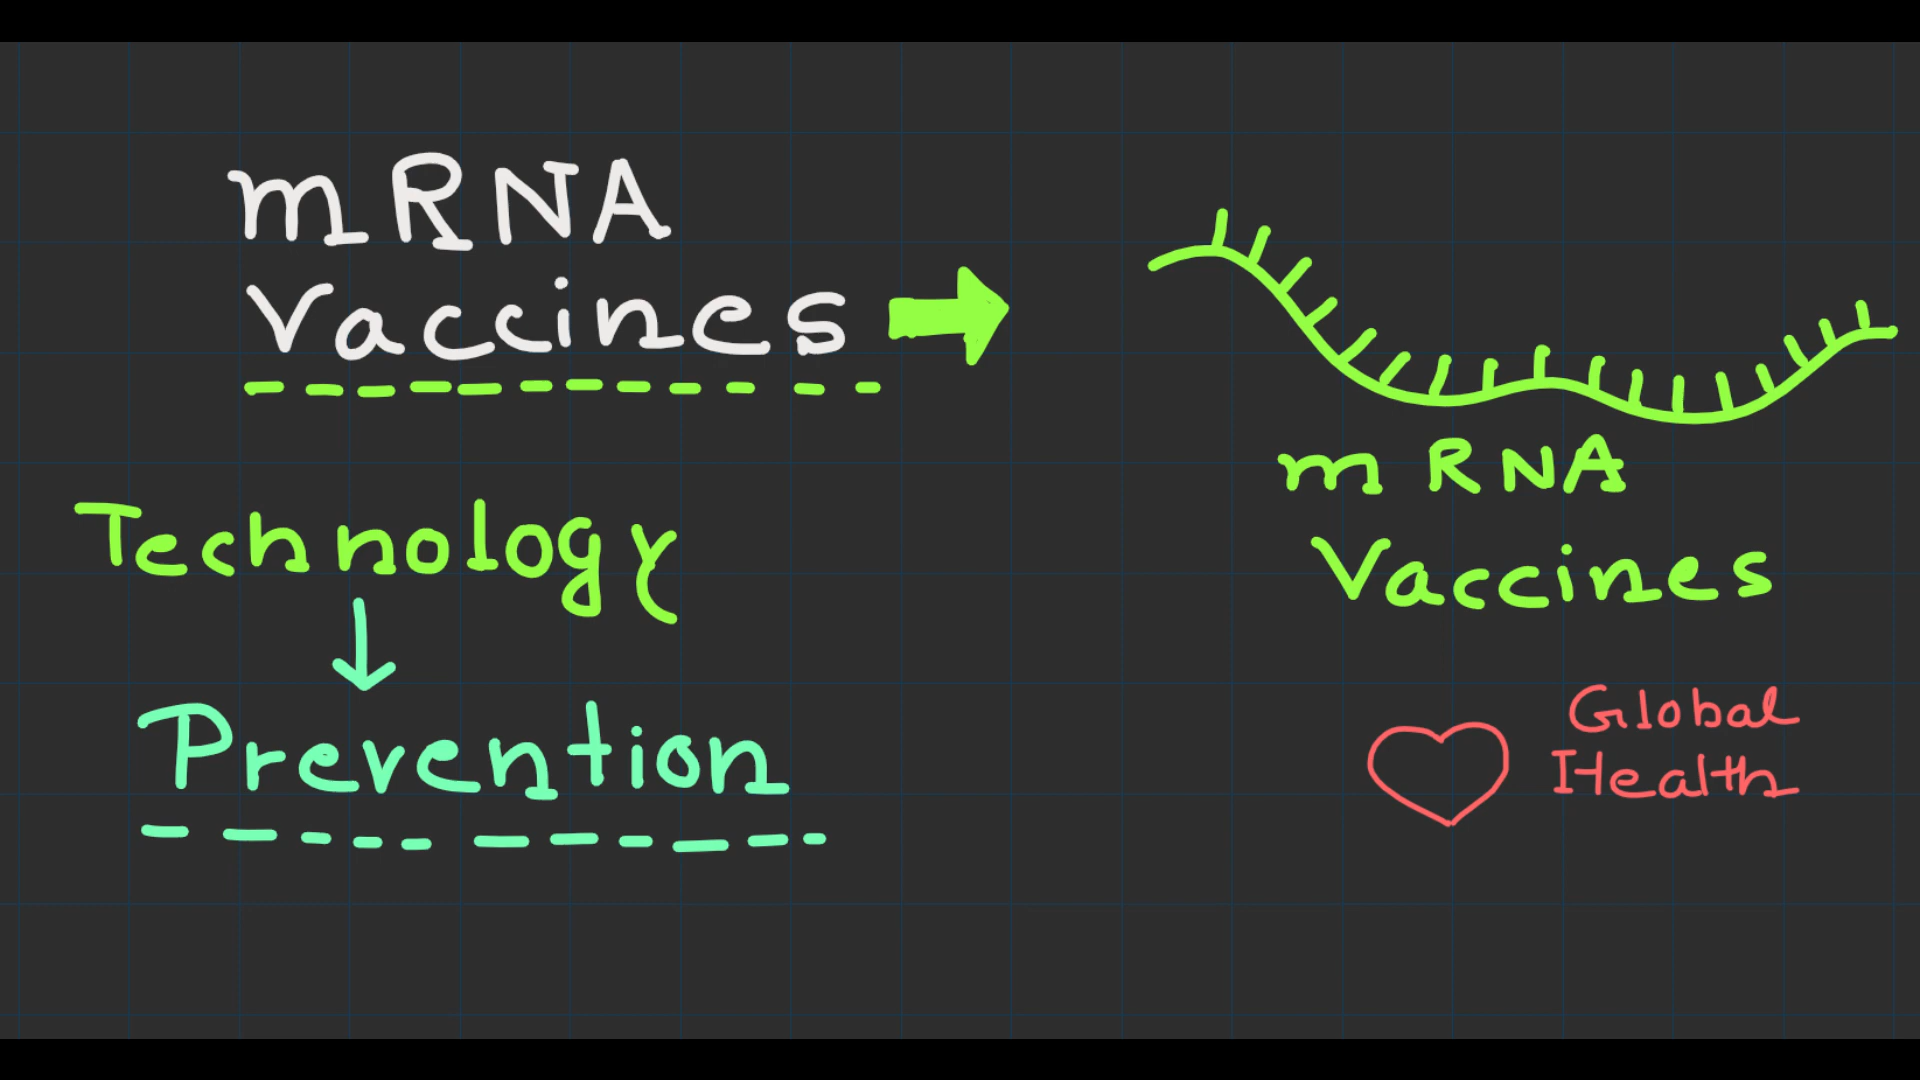 mRNA
Vaccines
Technology
Prevention
mRNA
Vaccines
Global
Health